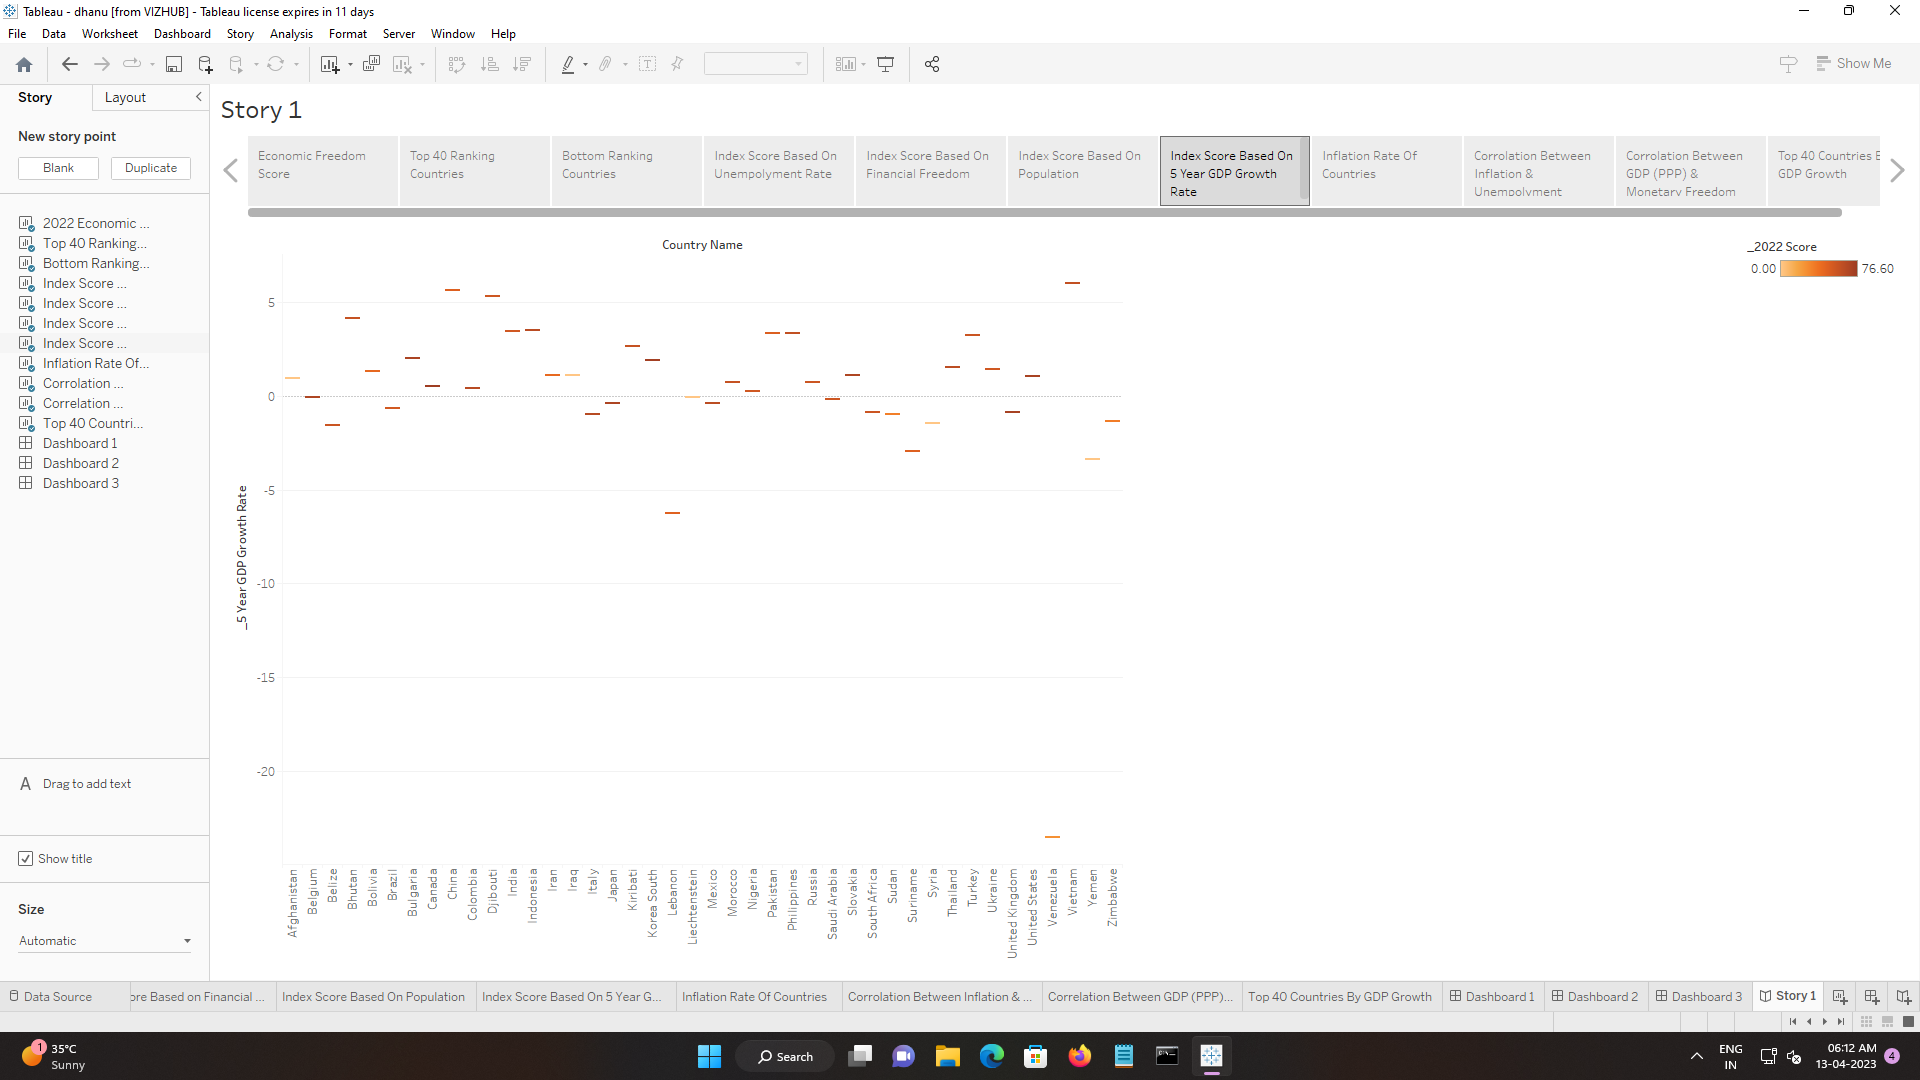 Tableau - dhanu [from VIZHUB] - Tableau license expires in 11 days
File Data Worksheet Dashboard Story Analysis Format Server Window Help
Show Me
Story Layout
New story point
Blank Duplicate
2022 Economic ...
Top 40 Ranking...
Bottom Ranking...
Index Score ...
Index Score ...
Index Score ...
Index Score ...
Inflation Rate Of...
Corrolation ...
Correlation ...
Top 40 Countri...
Dashboard 1
Dashboard 2
Dashboard 3
A Drag to add text
Show title
Size
Automatic
Story 1
Economic Freedom
Score
Top 40 Ranking
Countries
Bottom Ranking
Countries
Index Score Based On
Unempolyment Rate
Index Score Based On
Financial Freedom
Index Score Based On
Population
Index Score Based On
5 Year GDP Growth
Rate
Inflation Rate Of
Countries
Corrolation Between
Inflation &
Unempolyment
Corrolation Between
GDP (PPP) &
Monetary Freedom
Top 40 Countries
GDP Growth
Country Name
_2022 Score
0.00 76.60
_5 Year GDP Growth Rate
5
0
-5
-10
-15
-20
Afghanistan
Belgium
Belize
Bhutan
Bolivia
Brazil
Bulgaria
Canada
China
Colombia
Djibouti
India
Indonesia
Iran
Iraq
Italy
Japan
Kiribati
Korea South
Lebanon
Liechtenstein
Mexico
Morocco
Nigeria
Pakistan
Philippines
Russia
Saudi Arabia
Slovakia
South Africa
Sudan
Suriname
Syria
Thailand
Turkey
Ukraine
United Kingdom
United States
Venezuela
Vietnam
Yemen
Zimbabwe
Data Source ore Based on Financial ... Index Score Based On Population Index Score Based On 5 Year G... Inflation Rate Of Countries Corrolation Between Inflation & ... Correlation Between GDP (PPP)... Top 40 Countries By GDP Growth Dashboard 1 Dashboard 2 Dashboard 3 Story 1
1
35°C
Sunny
Search
ENG
IN
06:12 AM
13-04-2023
4